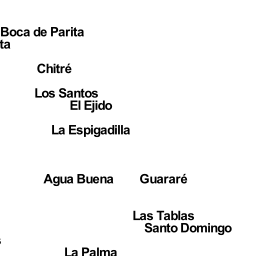 Boca de Parita
ta
Chitré
Los Santos
El Ejido
La Espigadilla
Agua Buena
Guararé
Las Tablas
Santo Domingo
La Palma